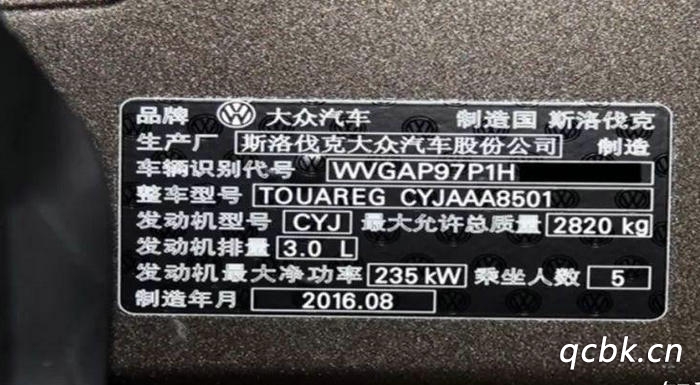 品牌 大众汽车 制造国 斯洛伐克
生产厂 斯洛伐克大众汽车股份公司 制造
车辆识别代号 WVGAP97P1H
整车型号 TOUAREG CYJAAA8501
发动机型号 CYJ 最大允许总质量 2820 kg
发动机排量 3.0 L
发动机最大净功率 235 kW 乘坐人数 5
制造年月 2016.08
qcbk.cn